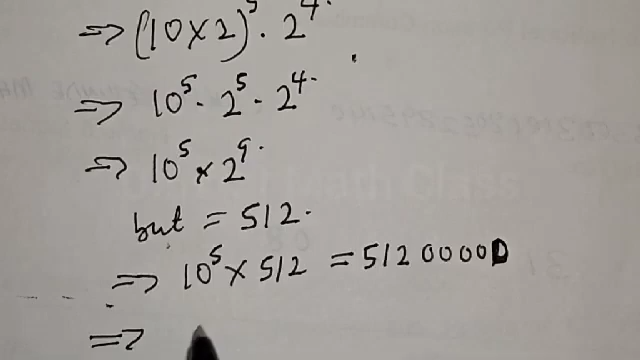 => (10 x 2)^5 · 2^4
=> 10^5 · 2^5 · 2^4.
=> 10^5 x 2^9.
but = 512.
=> 10^5 x 512 = 51200000
=>